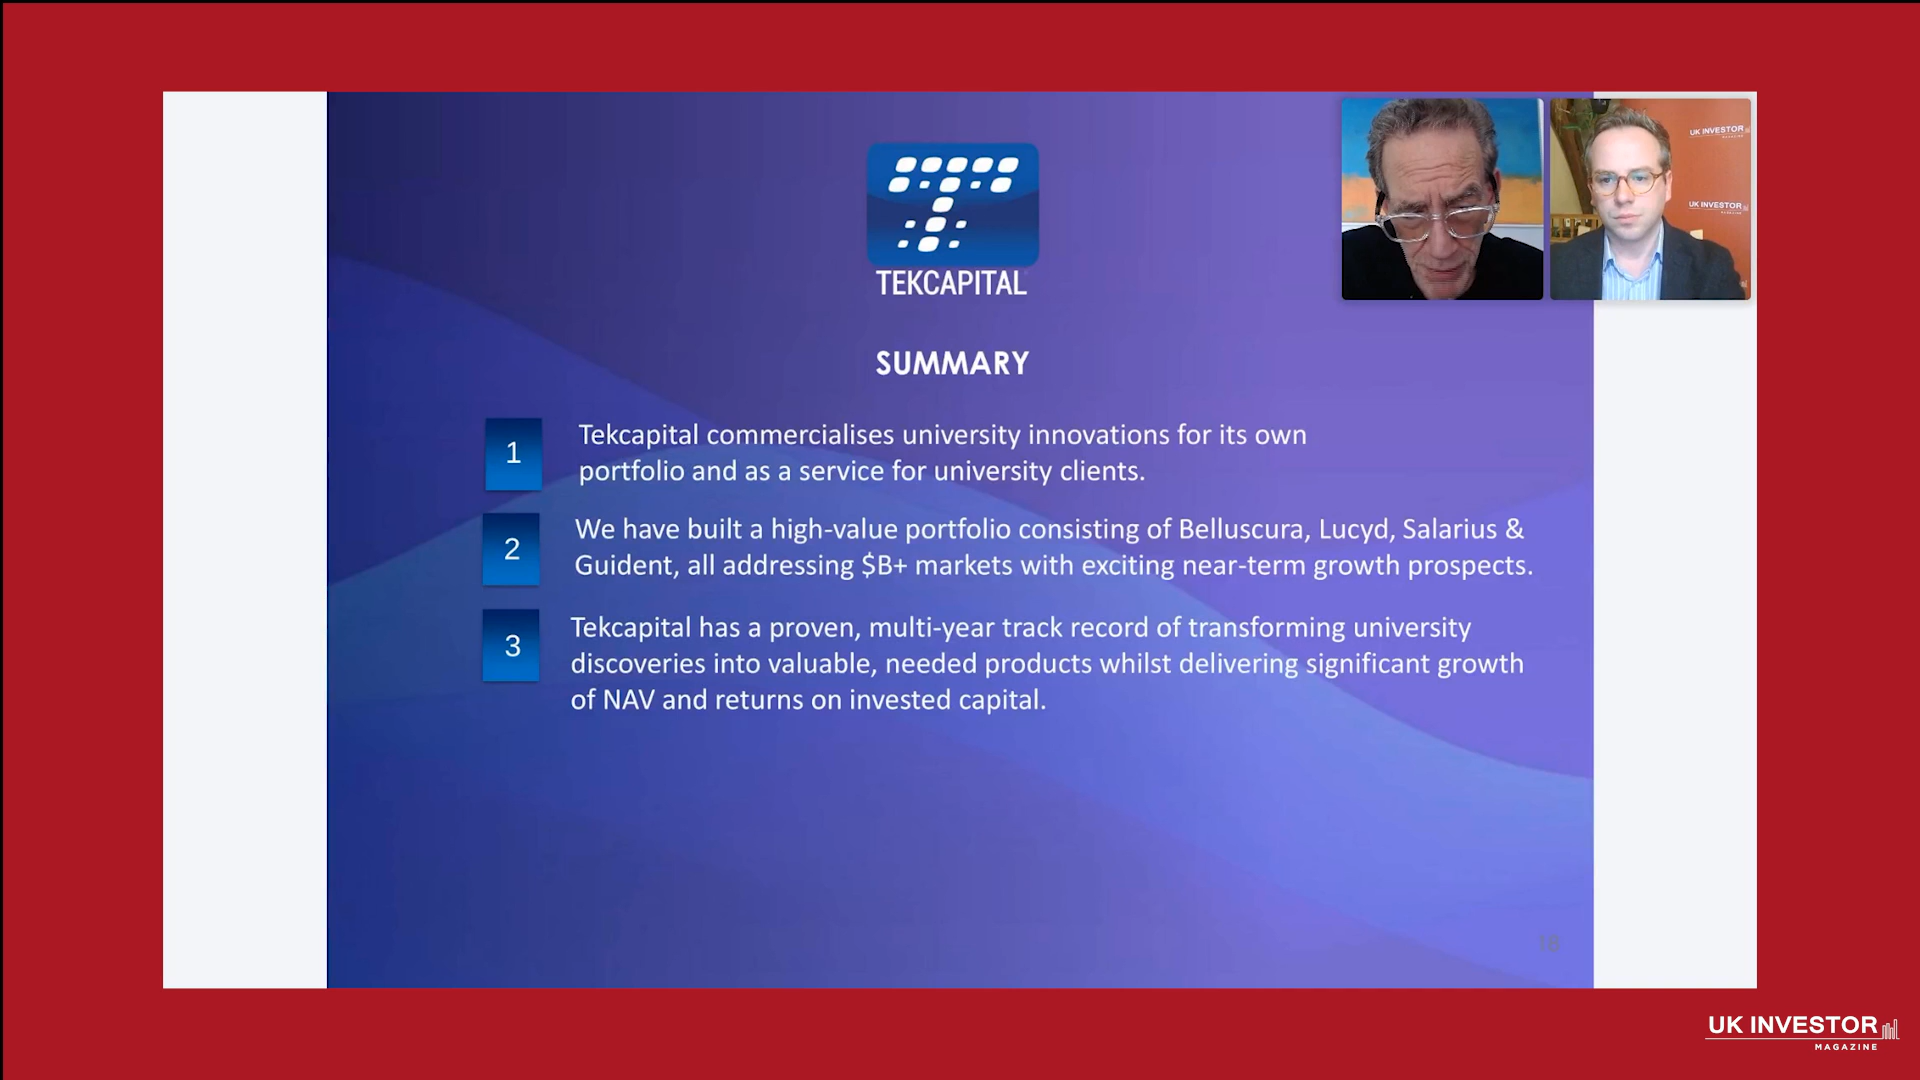 UK INVESTOR
MAGAZINE
UK INVESTOR
MAGAZINE
TEKCAPITAL
SUMMARY
1
Tekcapital commercialises university innovations for its own
portfolio and as a service for university clients.
2
We have built a high-value portfolio consisting of Belluscura, Lucyd, Salarius &
Guident, all addressing $B+ markets with exciting near-term growth prospects.
3
Tekcapital has a proven, multi-year track record of transforming university
discoveries into valuable, needed products whilst delivering significant growth
of NAV and returns on invested capital.
UK INVESTOR
MAGAZINE